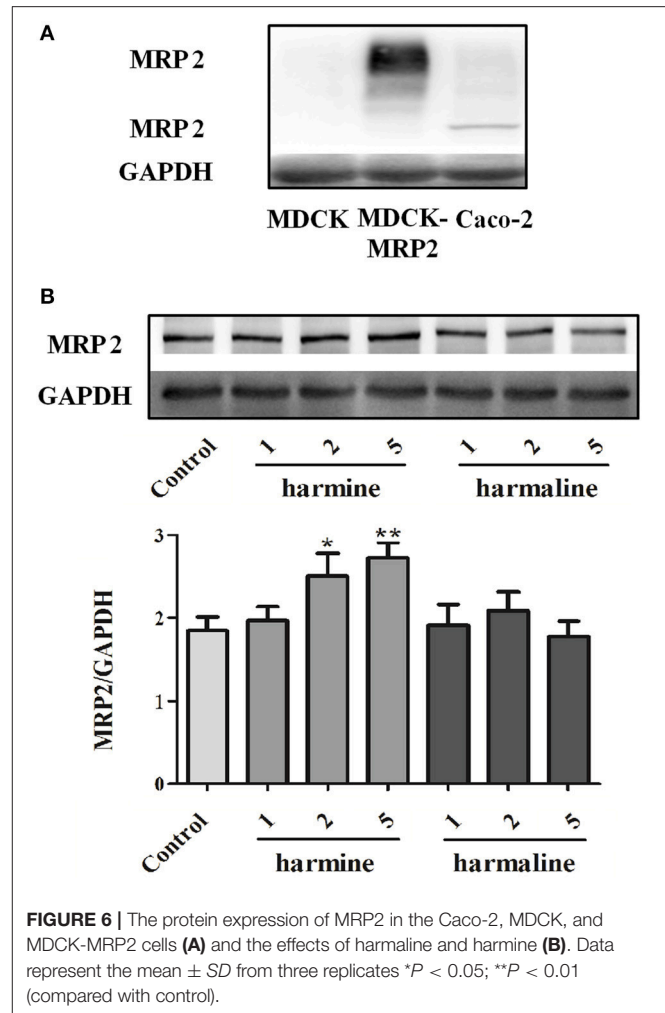 A
MRP2
MRP2
GAPDH
MDCK MDCK-MRP2 Caco-2
B
MRP2
GAPDH
Control 1 2 5 1 2 5
harmine harmaline
MRP2/GAPDH
3
2
1
0
* **
Control 1 2 5 1 2 5
harmine harmaline
FIGURE 6 | The protein expression of MRP2 in the Caco-2, MDCK, and
MDCK-MRP2 cells (A) and the effects of harmaline and harmine (B). Data
represent the mean ± SD from three replicates *P < 0.05; **P < 0.01
(compared with control).